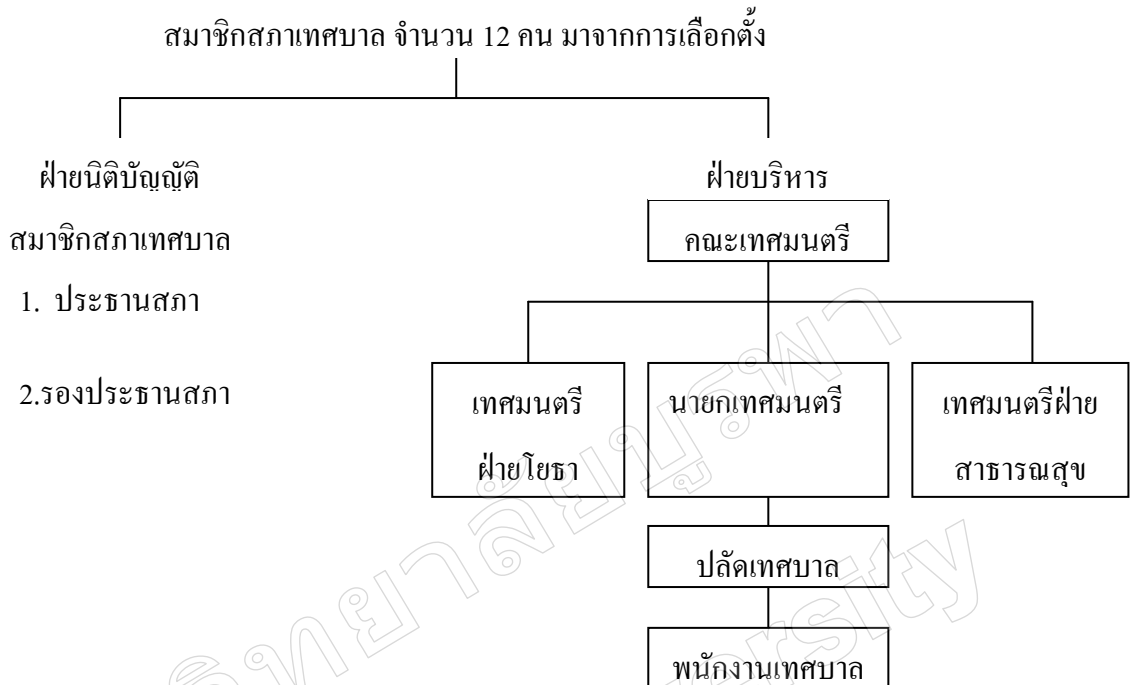 สมาชิกสภาเทศบาล จำนวน 12 คน มาจากการเลือกตั้ง
ฝ่ายนิติบัญญัติ
ฝ่ายบริหาร
สมาชิกสภาเทศบาล
คณะเทศมนตรี
1. ประธานสภา
2.รองประธานสภา
เทศมนตรี
ฝ่ายโยธา
นายกเทศมนตรี
เทศมนตรีฝ่าย
สาธารณสุข
ปลัดเทศบาล
พนักงานเทศบาล